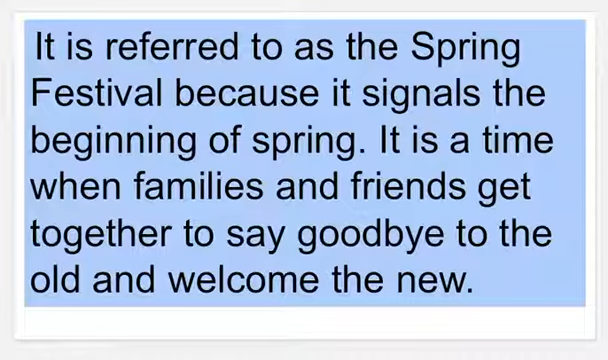 It is referred to as the Spring
Festival because it signals the
beginning of spring. It is a time
when families and friends get
together to say goodbye to the
old and welcome the new.